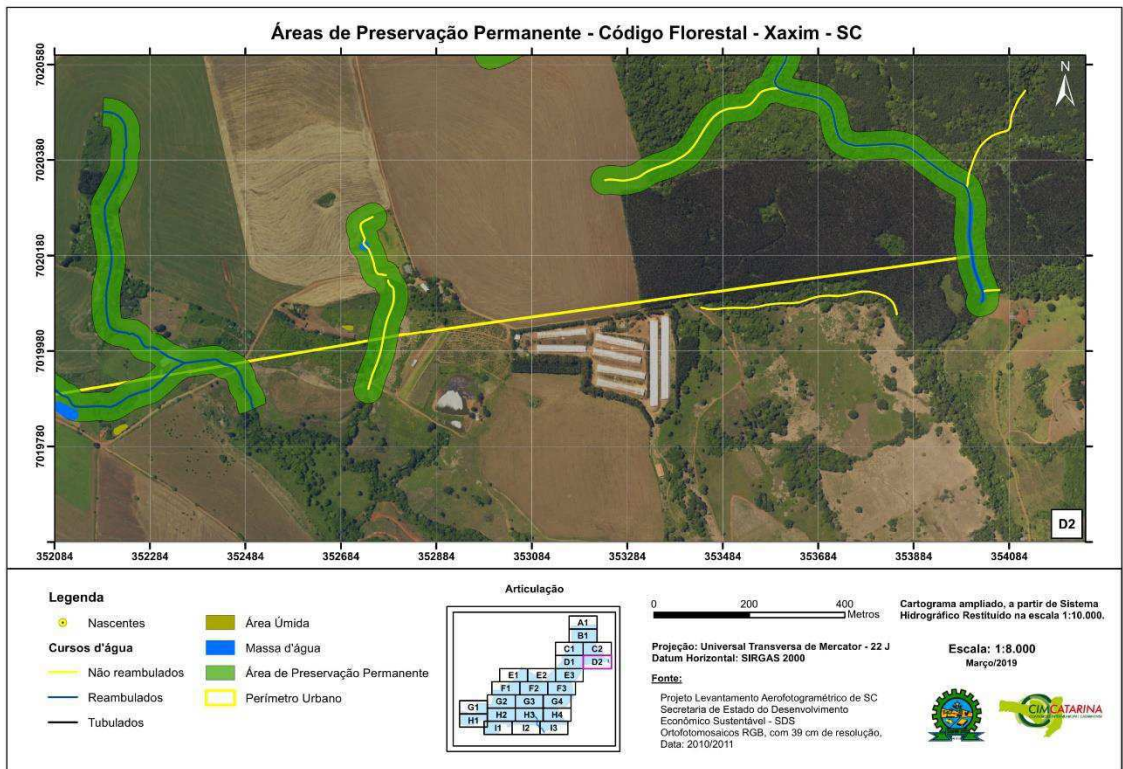 Áreas de Preservação Permanente - Código Florestal - Xaxim - SC
7020580
7020380
7020180
7019980
7019780
N
D2
352084
352284
352484
352684
352884
353084
353284
353484
353684
353884
354084
Legenda
Nascentes
Cursos d'água
Não reambulados
Reambulados
Tubulados
Área Úmida
Massa d'água
Área de Preservação Permanente
Perímetro Urbano
Articulação
A1
B1
C1 C2
D1 D2
E1 E2 E3
F1 F2 F3
G1 G2 G3 G4
H1 H2 H3 H4
I1 I2 I3
0 200 400
Metros
Projeção: Universal Transversa de Mercator - 22 J
Datum Horizontal: SIRGAS 2000
Fonte:
Projeto Levantamento Aerofotogramétrico de SC
Secretaria de Estado do Desenvolvimento
Econômico Sustentável - SDS
Ortofotomosaicos RGB, com 39 cm de resolução,
Data: 2010/2011
Cartograma ampliado, a partir de Sistema
Hidrográfico Restituído na escala 1:10.000.
Escala: 1:8.000
Março/2019
CIMCATARINA